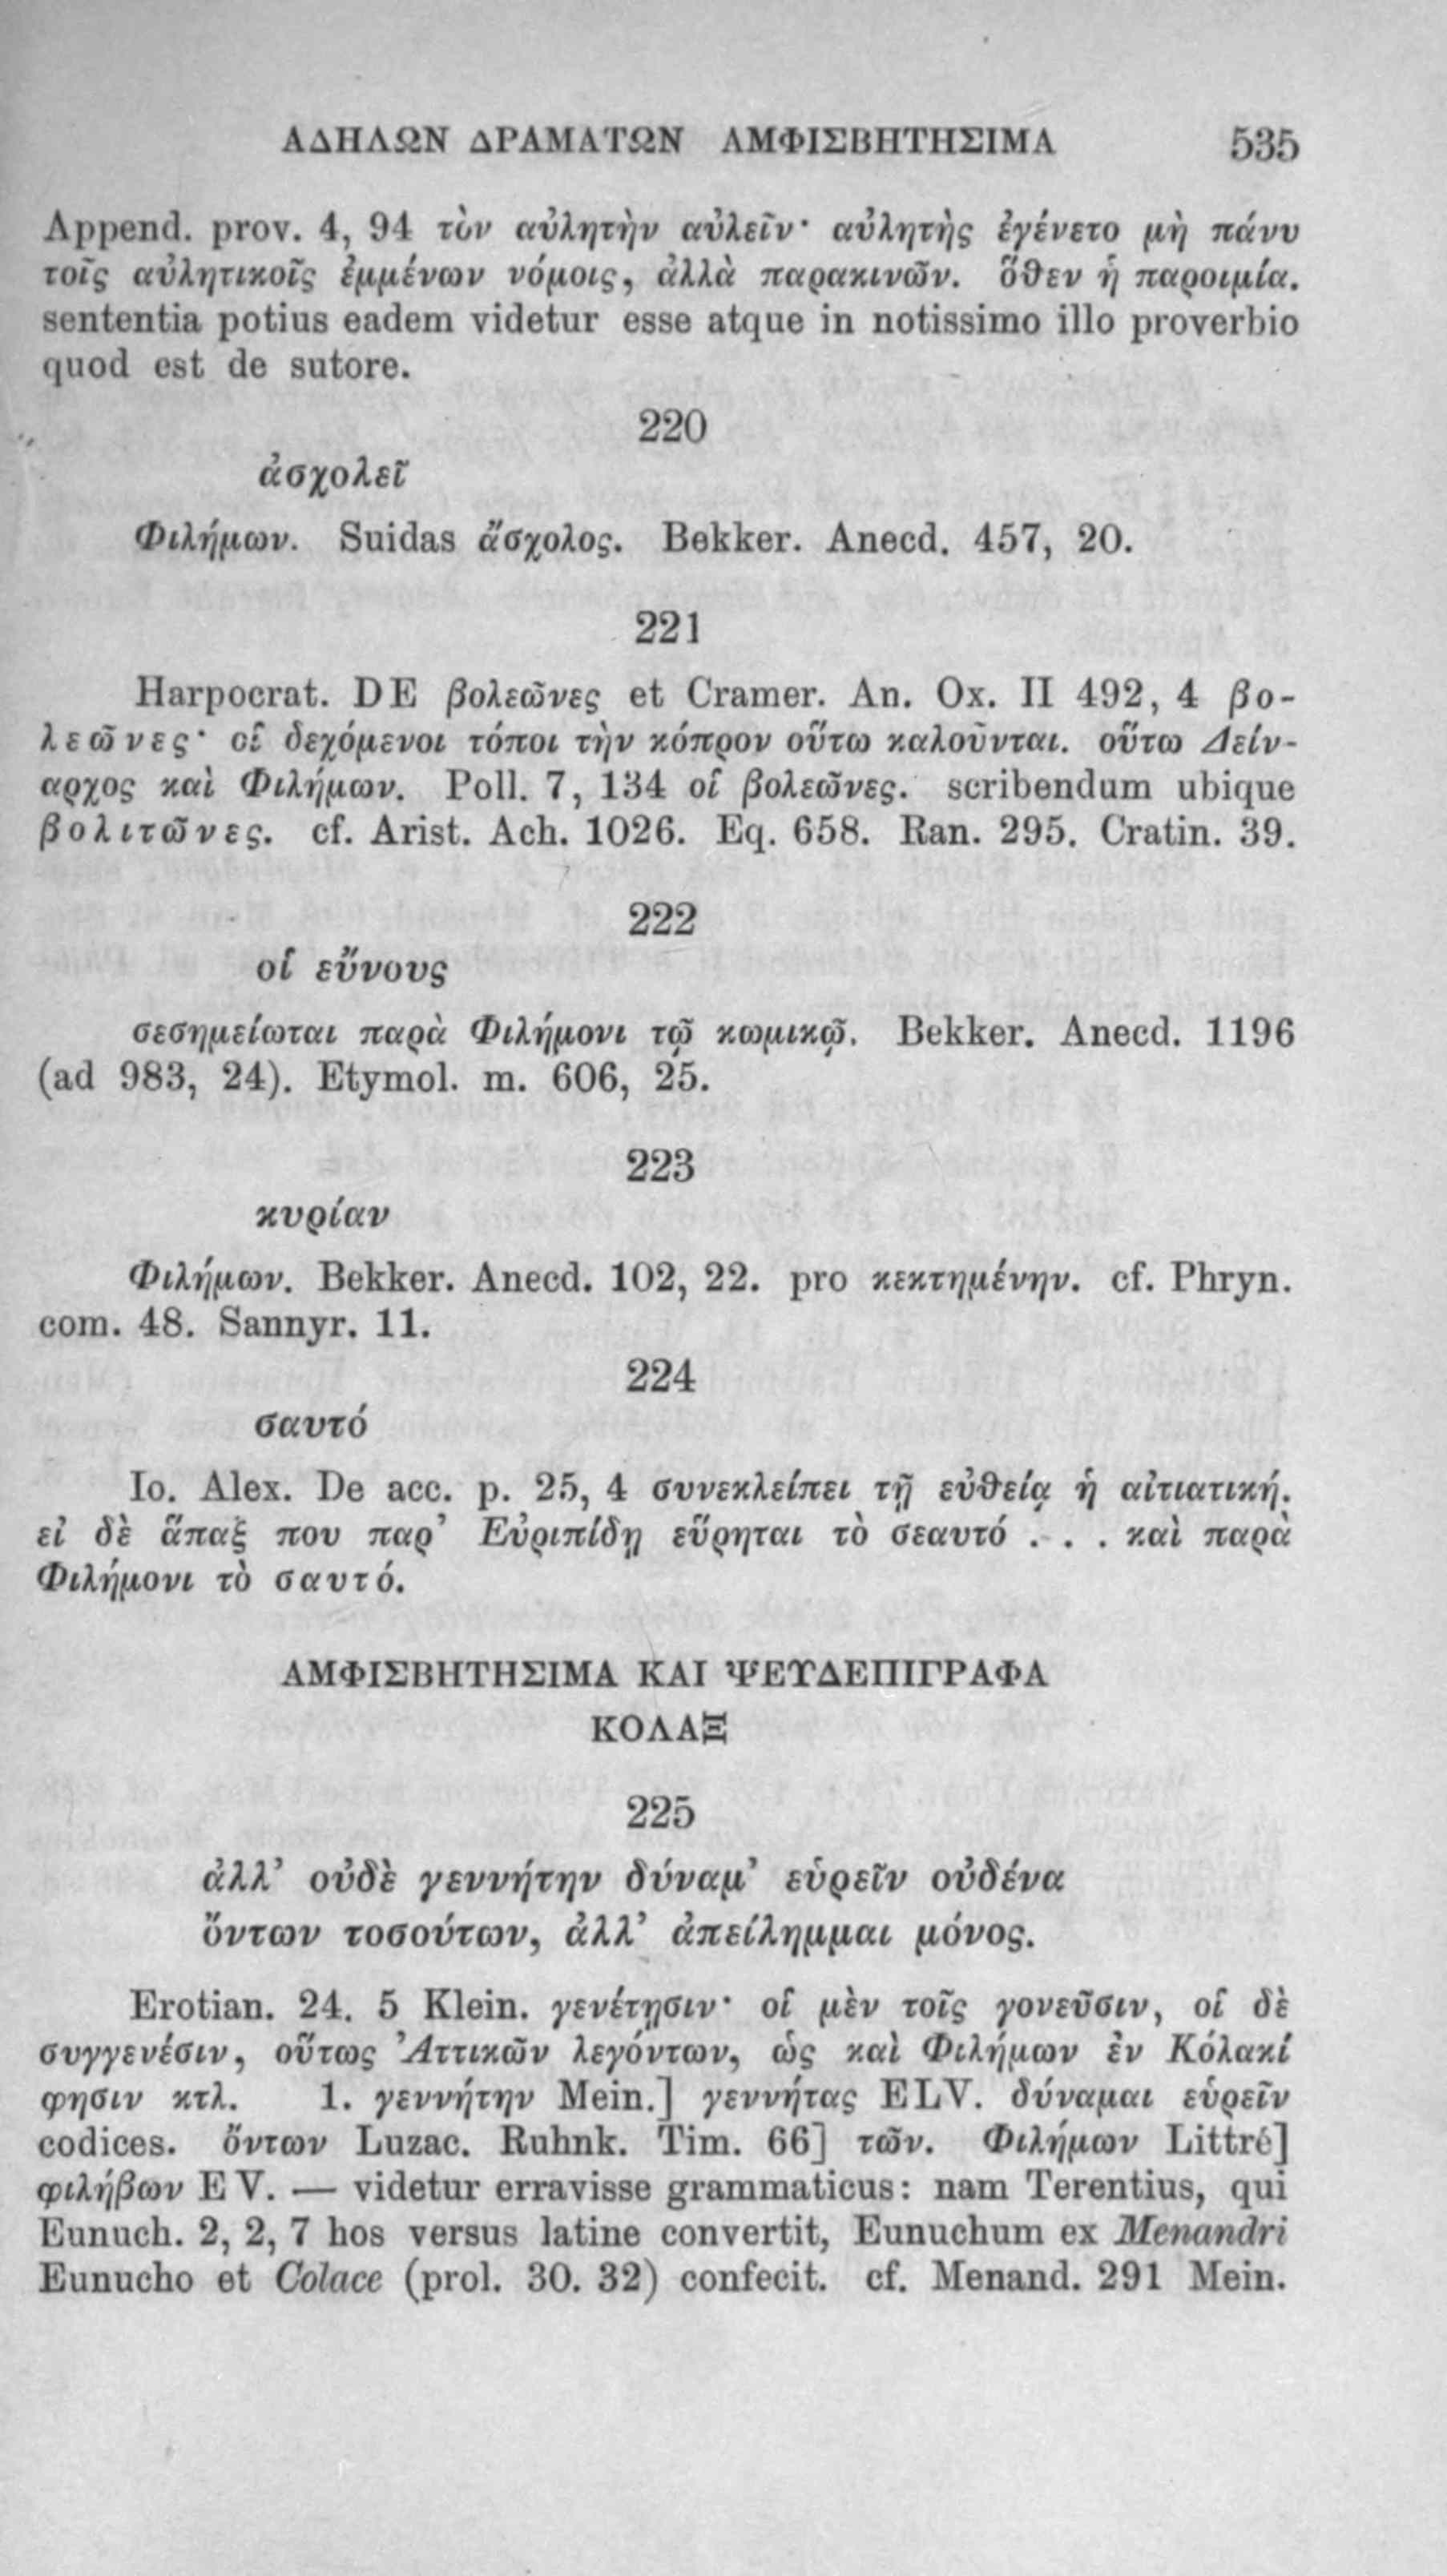 ΑΔΗΛΩΝ ΔΡΑΜΑΤΩΝ ΑΜΦΙΣΒΗΤΗΣΙΜΑ 535
Append. prov. 4, 94 τὸν αὐλητὴν αὐλεῖν· αὐλητὴς ἐγένετο μὴ πάνυ
τοῖς αὐλητικοῖς ἐμμένων νόμοις, ἀλλὰ παρακινῶν. ὅθεν ἡ παροιμία.
sententia potius eadem videtur esse atque in notissimo illo proverbio
quod est de sutore.
220
ἀσχολεῖ
Φιλήμων. Suidas ἄσχολος. Bekker. Anecd. 457, 20.
221
Harpocrat. DE βολεῶνες et Cramer. An. Ox. II 492, 4 βο-
λεῶνες· οἱ δεχόμενοι τόποι τὴν κόπρον οὕτω καλοῦνται. οὕτω Δείν-
αρχος καὶ Φιλήμων. Poll. 7, 134 οἱ βολεῶνες. scribendum ubique
βολιτῶνες. cf. Arist. Ach. 1026. Eq. 658. Ran. 295. Cratin. 39.
222
οἱ εὔνους
σεσημείωται παρὰ Φιλήμονι τῷ κωμικῷ. Bekker. Anecd. 1196
(ad 983, 24). Etymol. m. 606, 25.
223
κυρίαν
Φιλήμων. Bekker. Anecd. 102, 22. pro κεκτημένην. cf. Phryn.
com. 48. Sannyr. 11.
224
σαυτό
Io. Alex. De acc. p. 25, 4 συνεκλείπει τῇ εὐθείᾳ ἡ αἰτιατική.
εἰ δὲ ἅπαξ που παρ’ Εὐριπίδῃ εὕρηται τὸ σεαυτό . . . καὶ παρὰ
Φιλήμονι τὸ σαυτό.
ΑΜΦΙΣΒΗΤΗΣΙΜΑ ΚΑΙ ΨΕΥΔΕΠΙΓΡΑΦΑ
ΚΟΛΑΞ
225
ἀλλ’ οὐδὲ γεννήτην δύναμ’ εὑρεῖν οὐδένα
ὄντων τοσούτων, ἀλλ’ ἀπείλημμαι μόνος.
Erotian. 24. 5 Klein. γενέτῃσιν· οἱ μὲν τοῖς γονεῦσιν, οἱ δὲ
συγγενέσιν, οὕτως Ἀττικῶν λεγόντων, ὡς καὶ Φιλήμων ἐν Κόλακί
φησιν κτλ. 1. γεννήτην Mein.] γεννήτας ELV. δύναμαι εὑρεῖν
codices. ὄντων Luzac. Ruhnk. Tim. 66] τῶν. Φιλήμων Littré]
φιλήβων EV. — videtur erravisse grammaticus: nam Terentius, qui
Eunuch. 2, 2, 7 hos versus latine convertit, Eunuchum ex Menandri
Eunucho et Colace (prol. 30. 32) confecit. cf. Menand. 291 Mein.